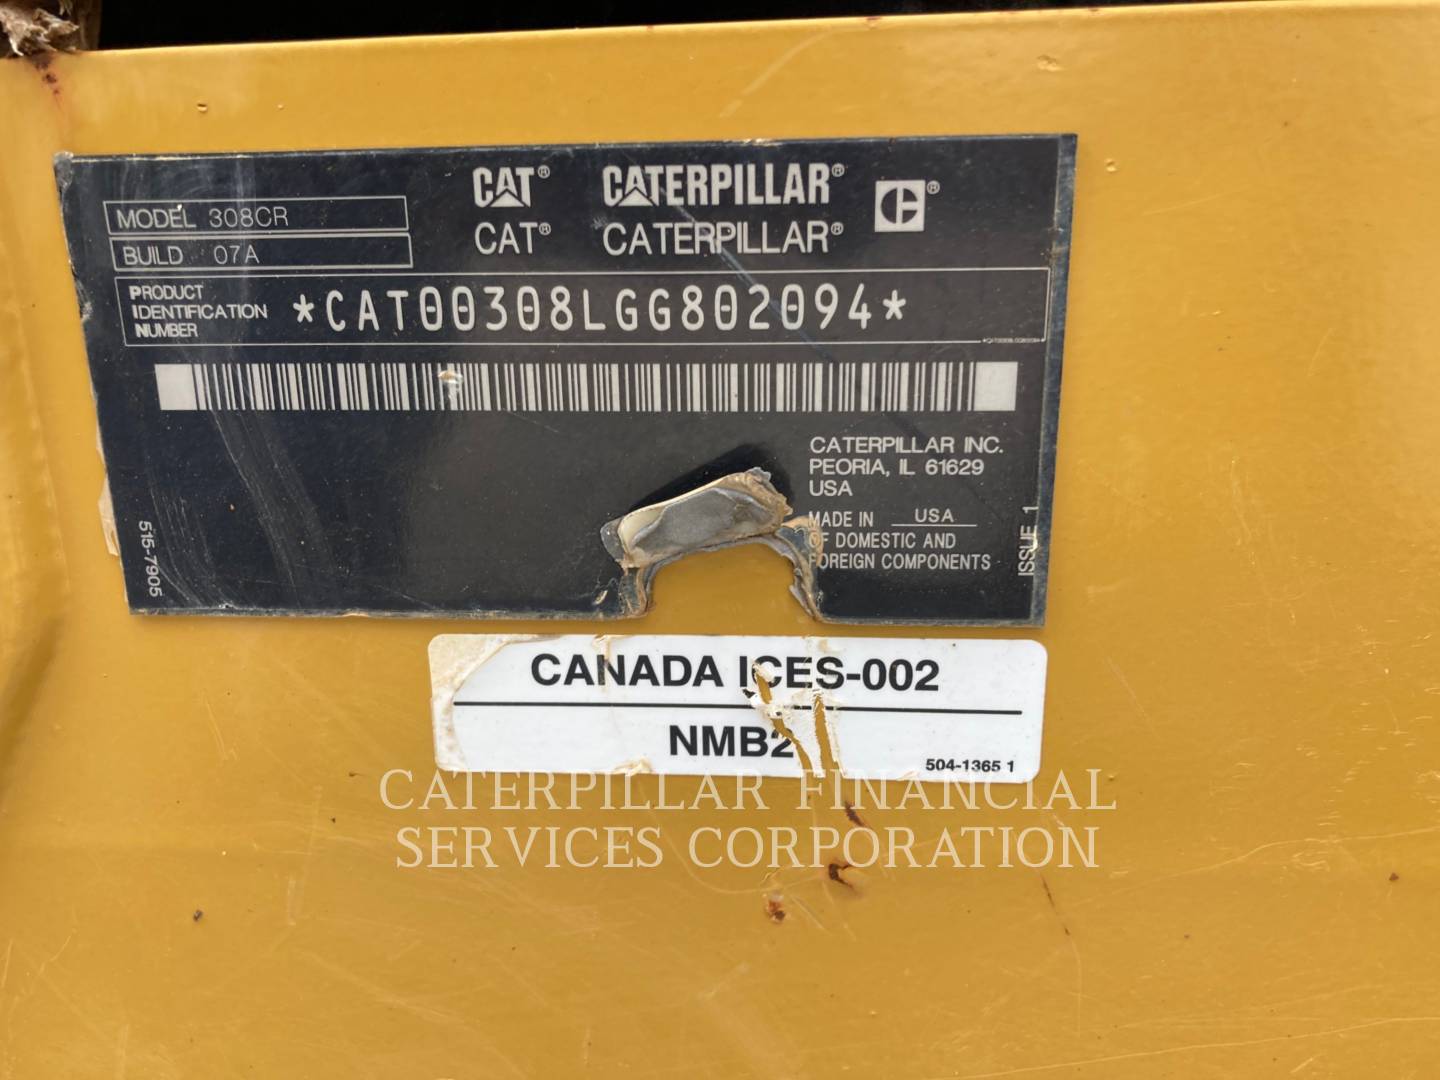 CAT® CATERPILLAR® ®
CAT® CATERPILLAR®
MODEL 308CR
BUILD 07A
PRODUCT
IDENTIFICATION
NUMBER
*CAT00308LGG802094*
CATERPILLAR INC.
PEORIA, IL 61629
USA
MADE IN USA
OF DOMESTIC AND
FOREIGN COMPONENTS
515-7905
ISSUE 1
CANADA ICES-002
NMB2
504-1365 1
CATERPILLAR FINANCIAL
SERVICES CORPORATION